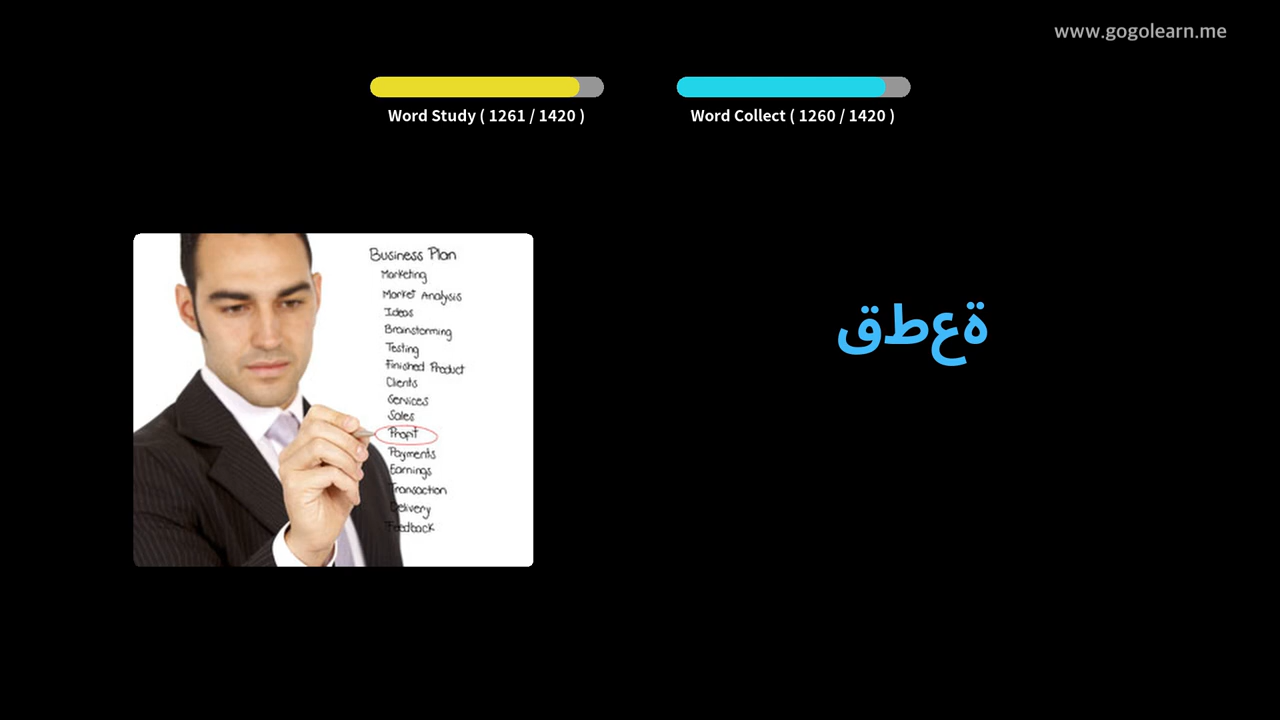 www.gogolearn.me
Word Study ( 1261 / 1420 )
Word Collect ( 1260 / 1420 )
Business Plan
Marketing
Market Analysis
Ideas
Brainstorming
Testing
Finished Product
Clients
Services
Sales
Profit
Payments
Earnings
Transaction
Delivery
Feedback
قطعة